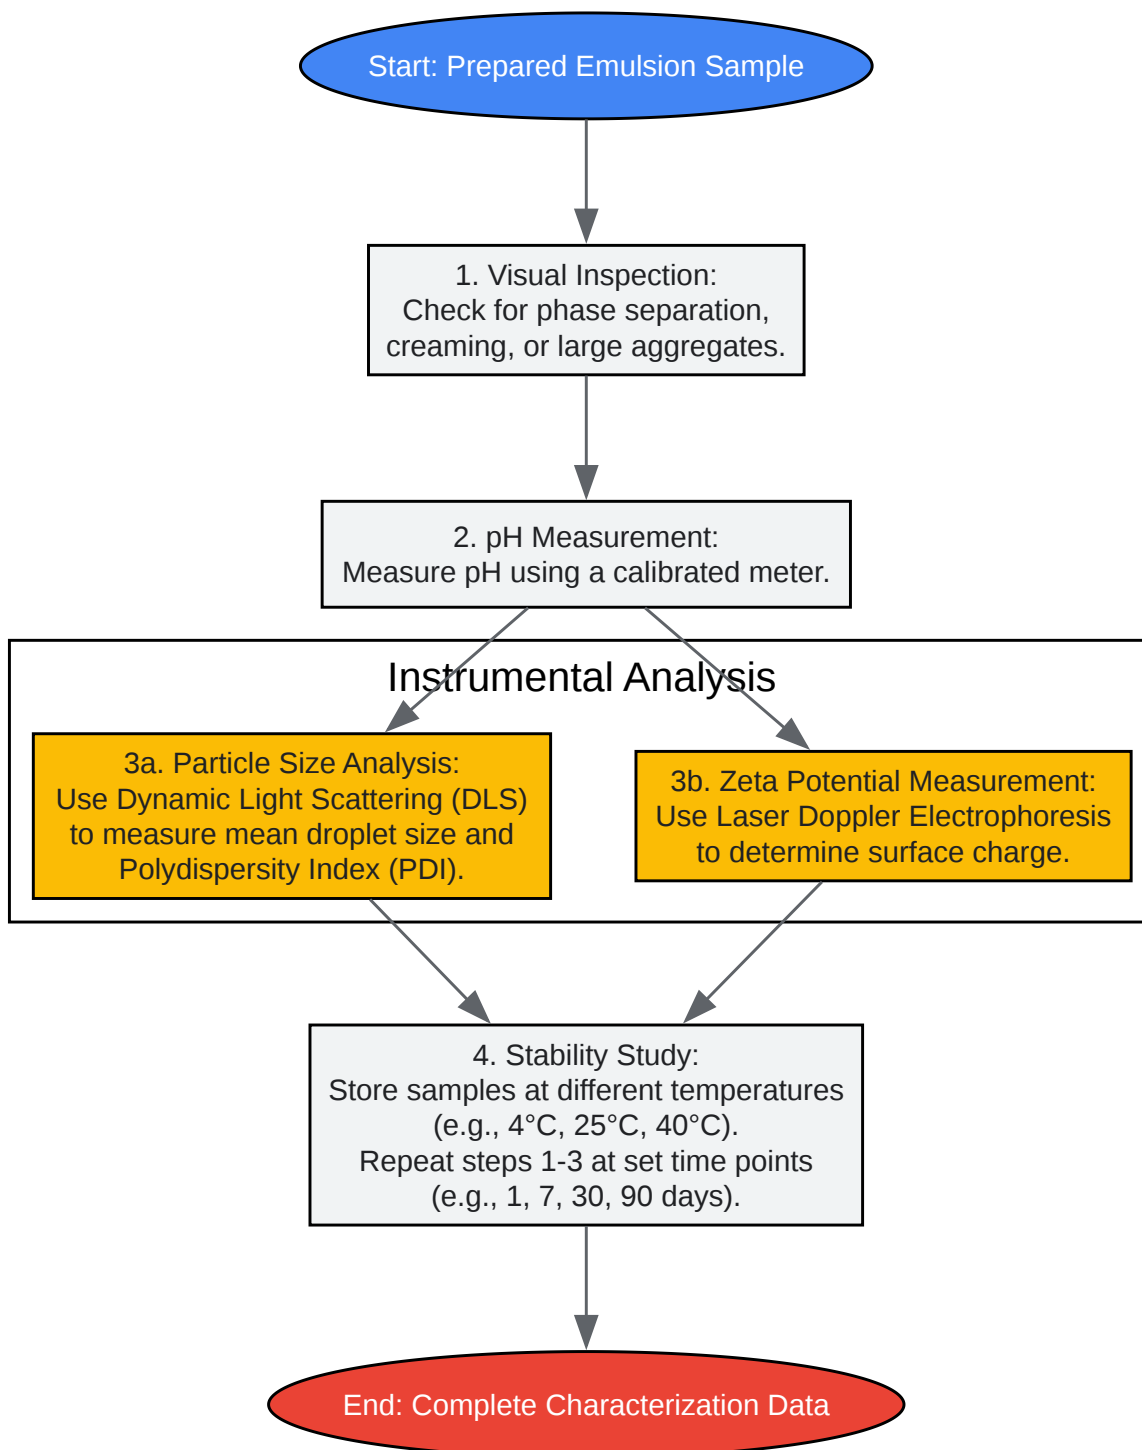 Start: Prepared Emulsion Sample
1. Visual Inspection:
Check for phase separation,
creaming, or large aggregates.
2. pH Measurement:
Measure pH using a calibrated meter.
Instrumental Analysis
3a. Particle Size Analysis:
Use Dynamic Light Scattering (DLS)
to measure mean droplet size and
Polydispersity Index (PDI).
3b. Zeta Potential Measurement:
Use Laser Doppler Electrophoresis
to determine surface charge.
4. Stability Study:
Store samples at different temperatures
(e.g., 4°C, 25°C, 40°C).
Repeat steps 1-3 at set time points
(e.g., 1, 7, 30, 90 days).
End: Complete Characterization Data